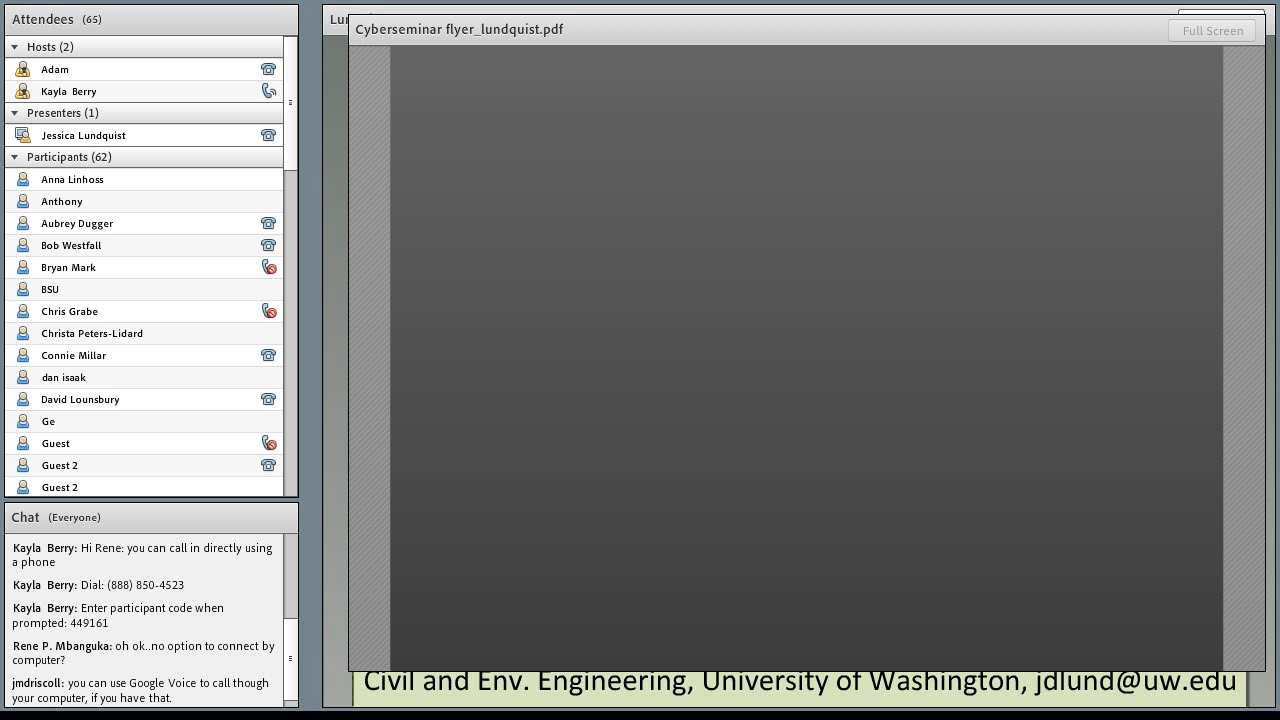 Attendees (65)
Hosts (2)
Adam
Kayla Berry
Presenters (1)
Jessica Lundquist
Participants (62)
Anna Linhoss
Anthony
Aubrey Dugger
Bob Westfall
Bryan Mark
BSU
Chris Grabe
Christa Peters-Lidard
Connie Millar
dan isaak
David Lounsbury
Ge
Guest
Guest 2
Guest 2
Chat (Everyone)
Kayla Berry: Hi Rene: you can call in directly using
a phone
Kayla Berry: Dial: (888) 850-4523
Kayla Berry: Enter participant code when
prompted: 449161
Rene P. Mbanguka: oh ok..no option to connect by
computer?
jmdriscoll: you can use Google Voice to call though
your computer, if you have that.
Cyberseminar flyer_lundquist.pdf
Full Screen
Civil and Env. Engineering, University of Washington, jdlund@uw.edu